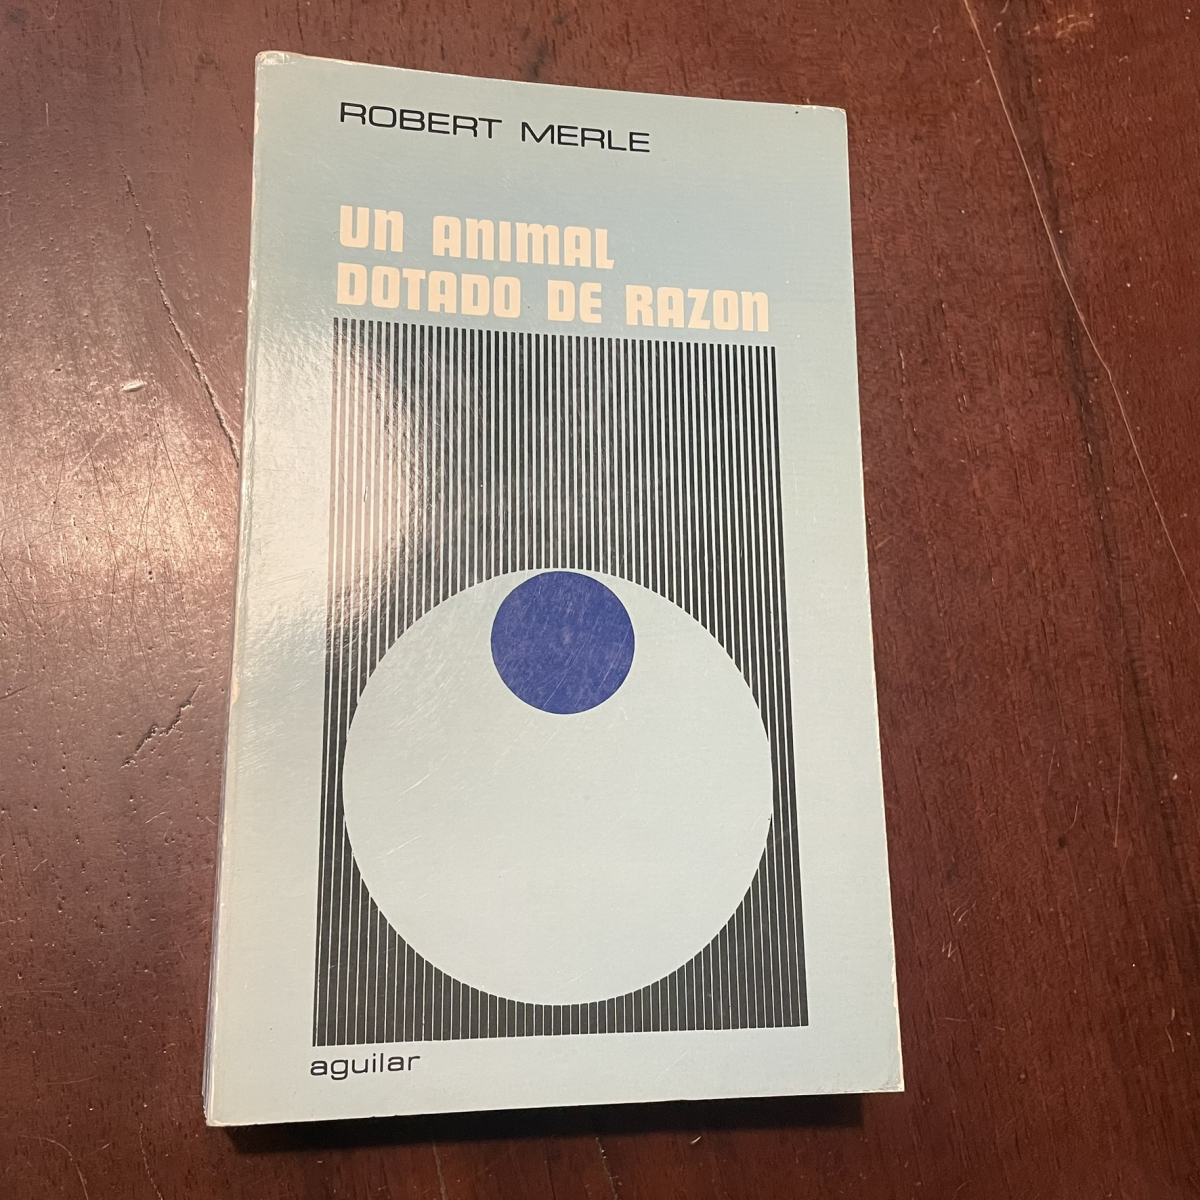 ROBERT MERLE
UN ANIMAL
DOTADO DE RAZON
aguilar